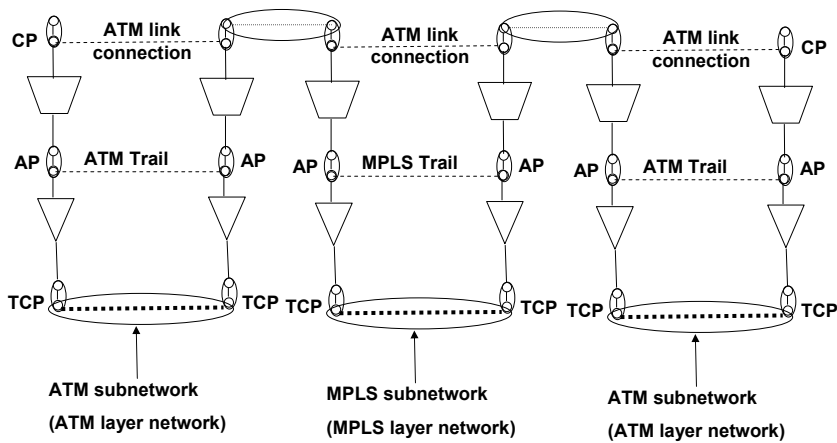 CP
ATM link
connection
ATM link
connection
ATM link
connection
CP
AP
ATM Trail
AP
AP
MPLS Trail
AP
AP
ATM Trail
AP
TCP
TCP
TCP
TCP
TCP
TCP
ATM subnetwork
(ATM layer network)
MPLS subnetwork
(MPLS layer network)
ATM subnetwork
(ATM layer network)